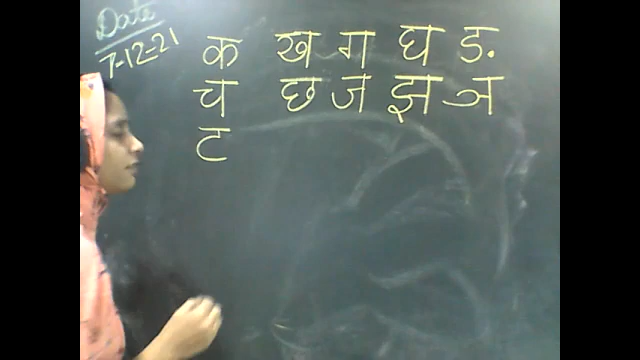 Date
7-12-21
क ख ग घ ङ
च छ ज झ ञ
ट